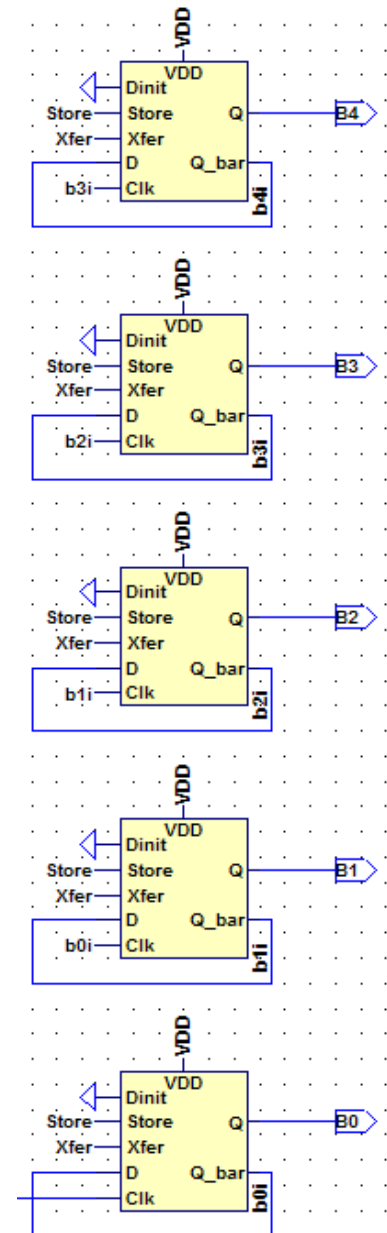 VDD
VDD
Dinit
Store Store Q B4
Xfer Xfer
D Q_bar
b3i Clk b4i
VDD
VDD
Dinit
Store Store Q B3
Xfer Xfer
D Q_bar
b2i Clk b3i
VDD
VDD
Dinit
Store Store Q B2
Xfer Xfer
D Q_bar
b1i Clk b2i
VDD
VDD
Dinit
Store Store Q B1
Xfer Xfer
D Q_bar
b0i Clk b1i
VDD
VDD
Dinit
Store Store Q B0
Xfer Xfer
D Q_bar
Clk b0i